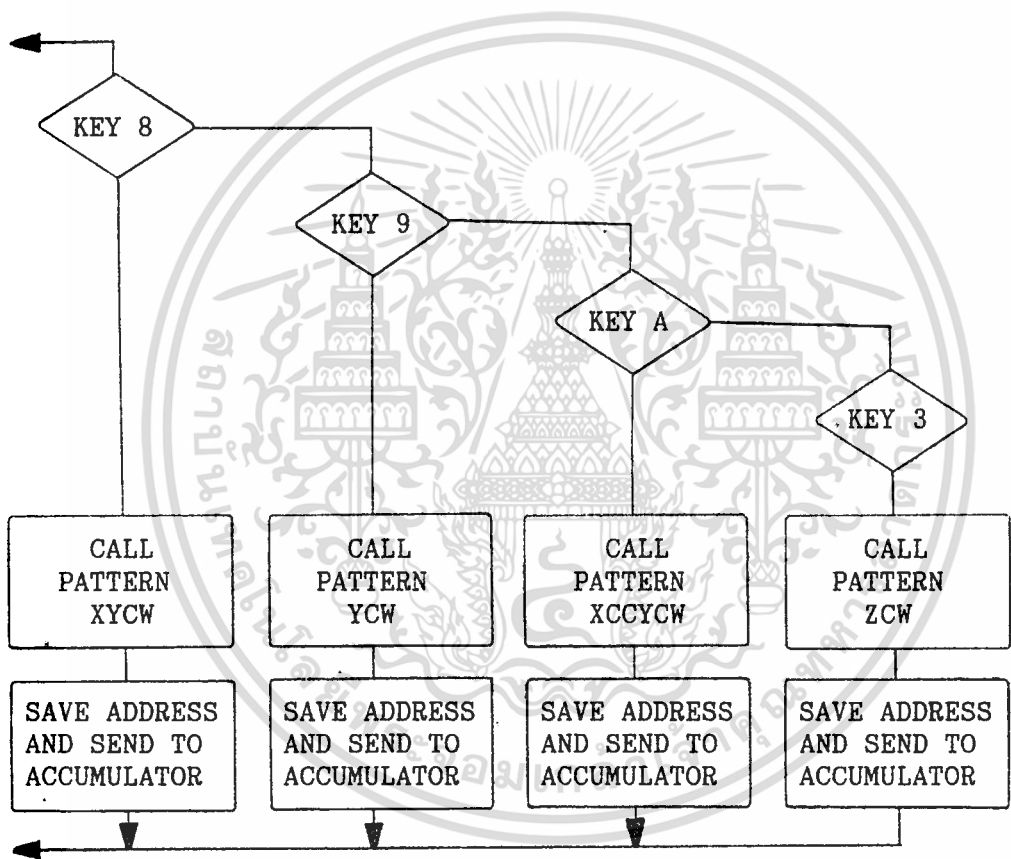 KEY 8
KEY 9
KEY A
KEY 3
CALL
PATTERN
XYCW
CALL
PATTERN
YCW
CALL
PATTERN
XCCYCW
CALL
PATTERN
ZCW
SAVE ADDRESS
AND SEND TO
ACCUMULATOR
SAVE ADDRESS
AND SEND TO
ACCUMULATOR
SAVE ADDRESS
AND SEND TO
ACCUMULATOR
SAVE ADDRESS
AND SEND TO
ACCUMULATOR